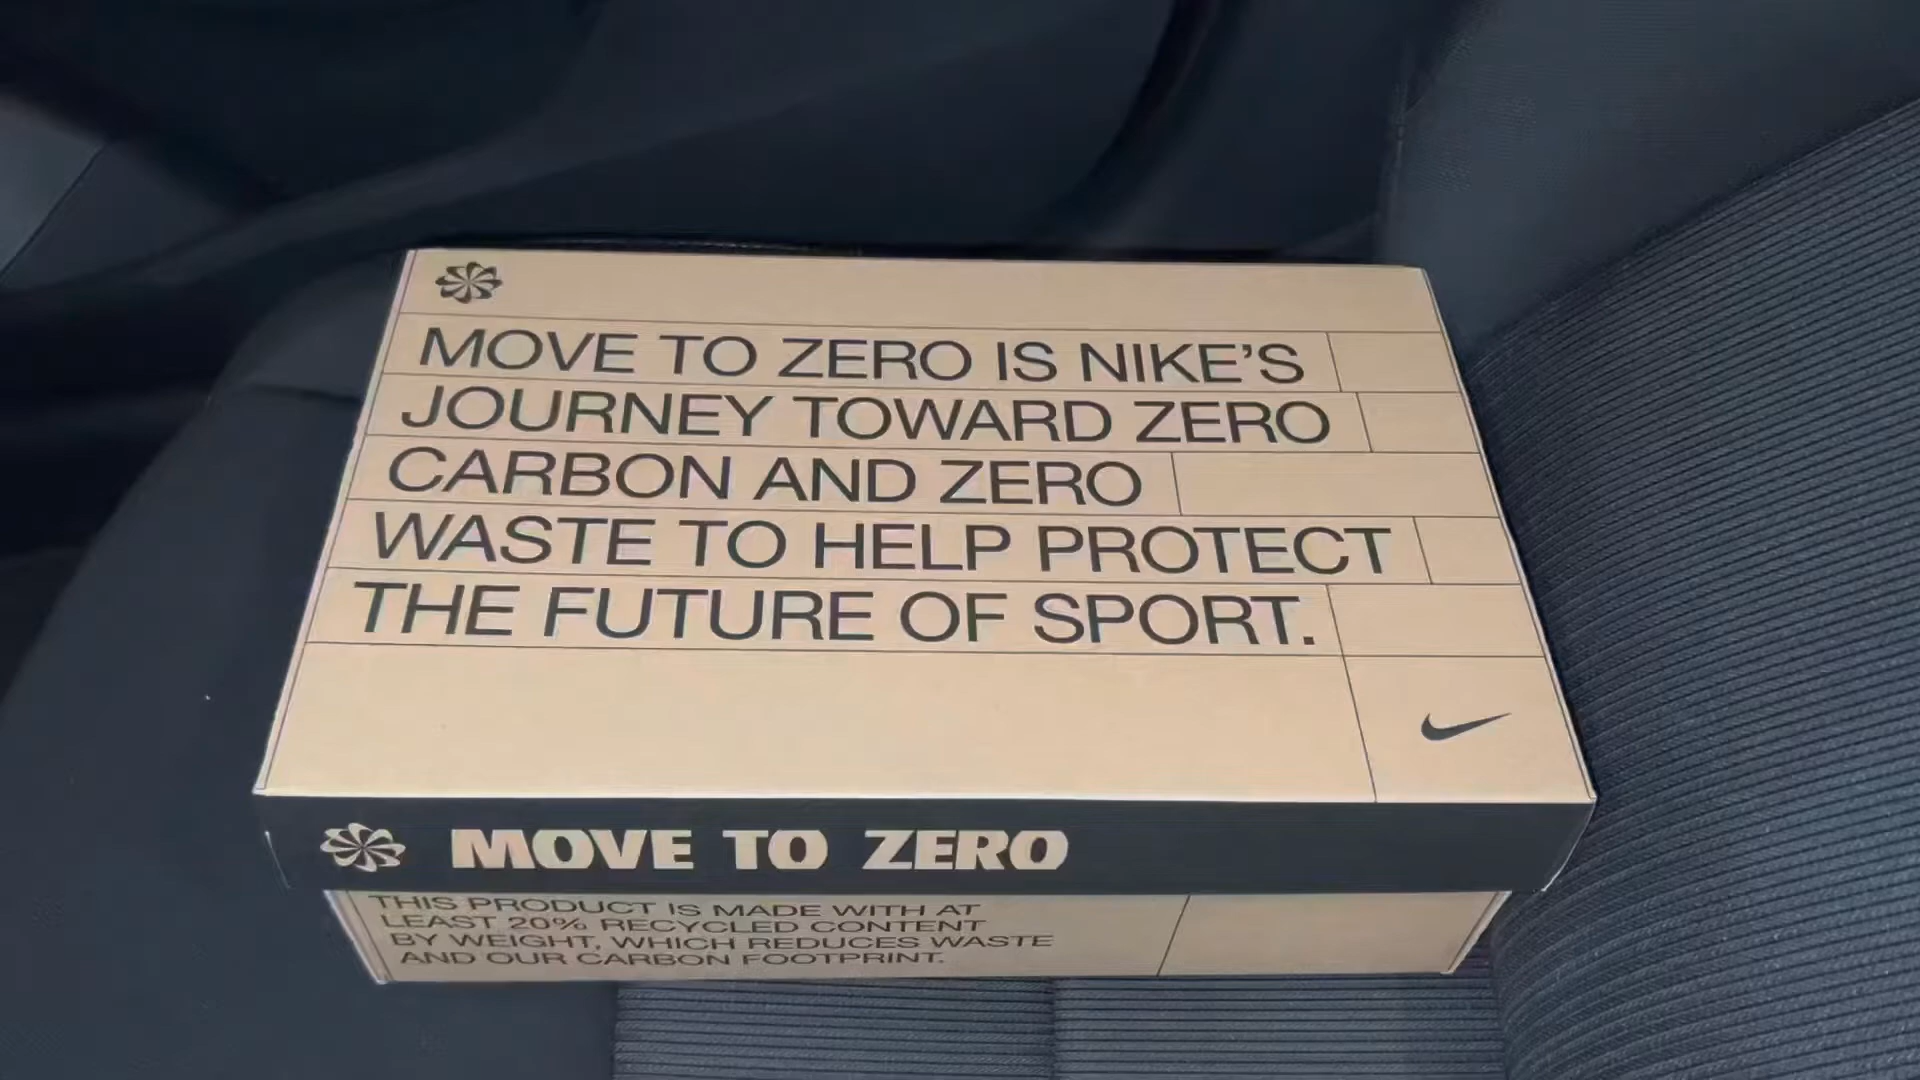 MOVE TO ZERO IS NIKE'S
JOURNEY TOWARD ZERO
CARBON AND ZERO
WASTE TO HELP PROTECT
THE FUTURE OF SPORT.
MOVE TO ZERO
THIS PRODUCT IS MADE WITH AT
LEAST 20% RECYCLED CONTENT
BY WEIGHT, WHICH REDUCES WASTE
AND OUR CARBON FOOTPRINT.